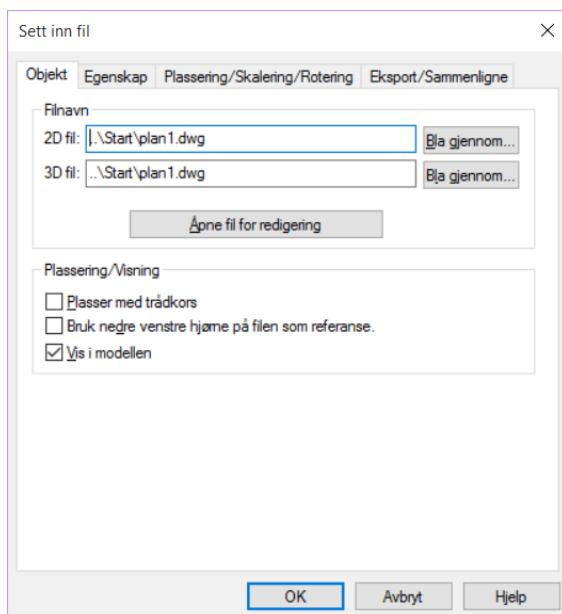 Sett inn fil
Objekt Egenskap Plassering/Skalering/Rotering Eksport/Sammenligne
Filnavn
2D fil: ..\Start\plan1.dwg Bla gjennom...
3D fil: ..\Start\plan1.dwg Bla gjennom...
Åpne fil for redigering
Plassering/Visning
Plasser med trådkors
Bruk nedre venstre hjørne på filen som referanse.
Vis i modellen
OK Avbryt Hjelp